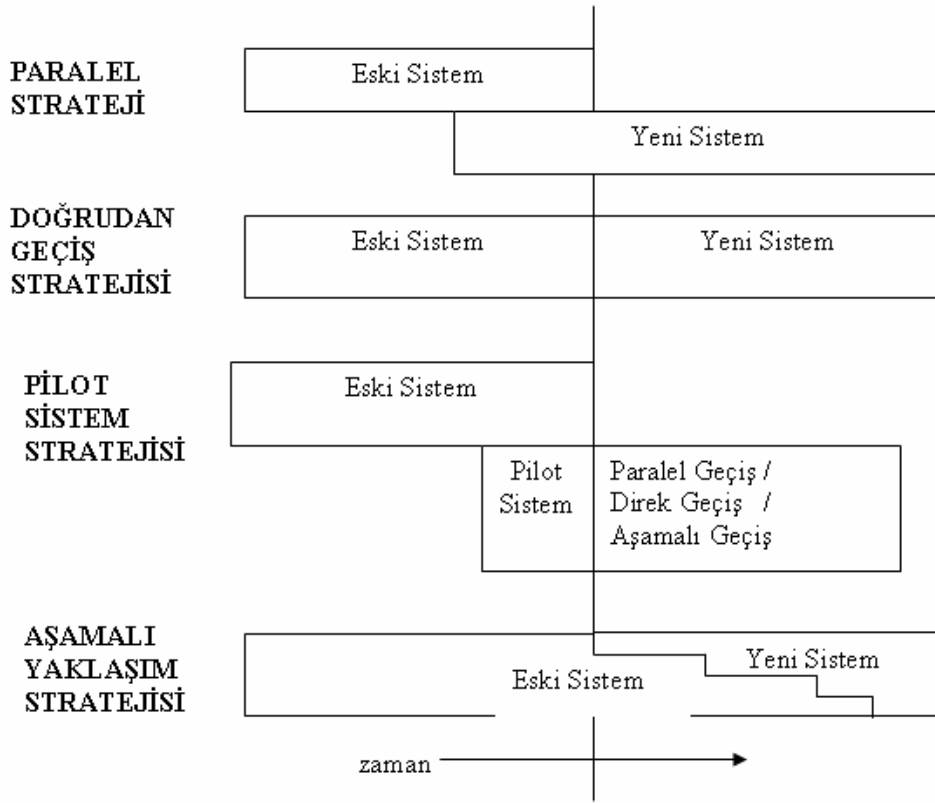 PARALEL
STRATEJİ
Eski Sistem
Yeni Sistem
DOĞRUDAN
GEÇİŞ
STRATEJİSİ
Eski Sistem
Yeni Sistem
PİLOT
SİSTEM
STRATEJİSİ
Eski Sistem
Pilot
Sistem
Paralel Geçiş /
Direk Geçiş /
Aşamalı Geçiş
AŞAMALI
YAKLAŞIM
STRATEJİSİ
Eski Sistem
Yeni Sistem
zaman